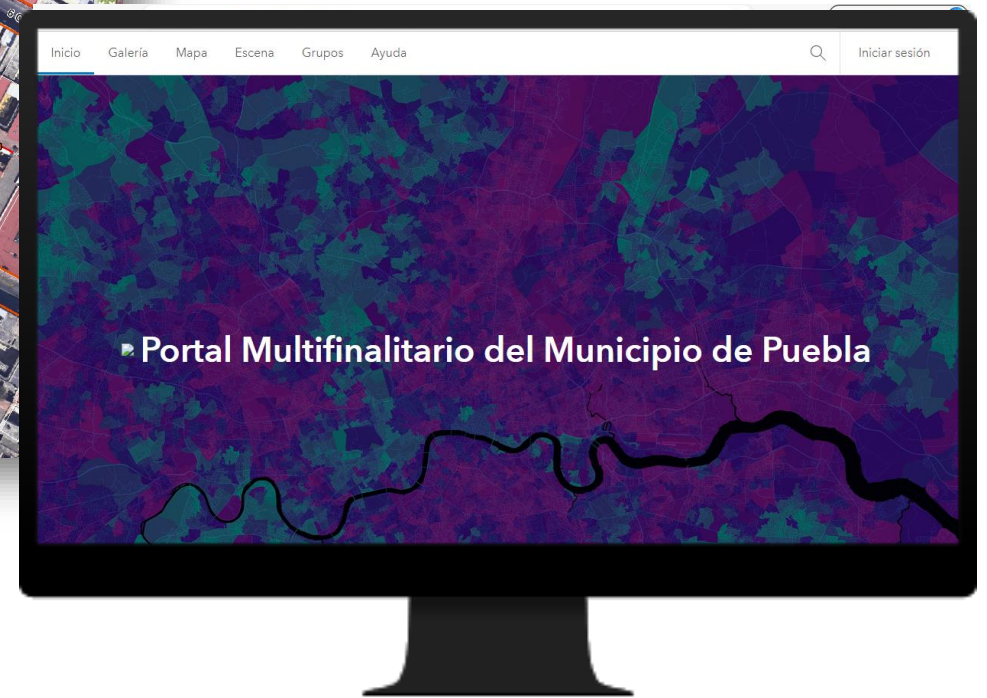 Inicio Galería Mapa Escena Grupos Ayuda Iniciar sesión
Portal Multifinalitario del Municipio de Puebla